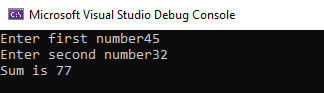 Microsoft Visual Studio Debug Console
Enter first number45
Enter second number32
Sum is 77